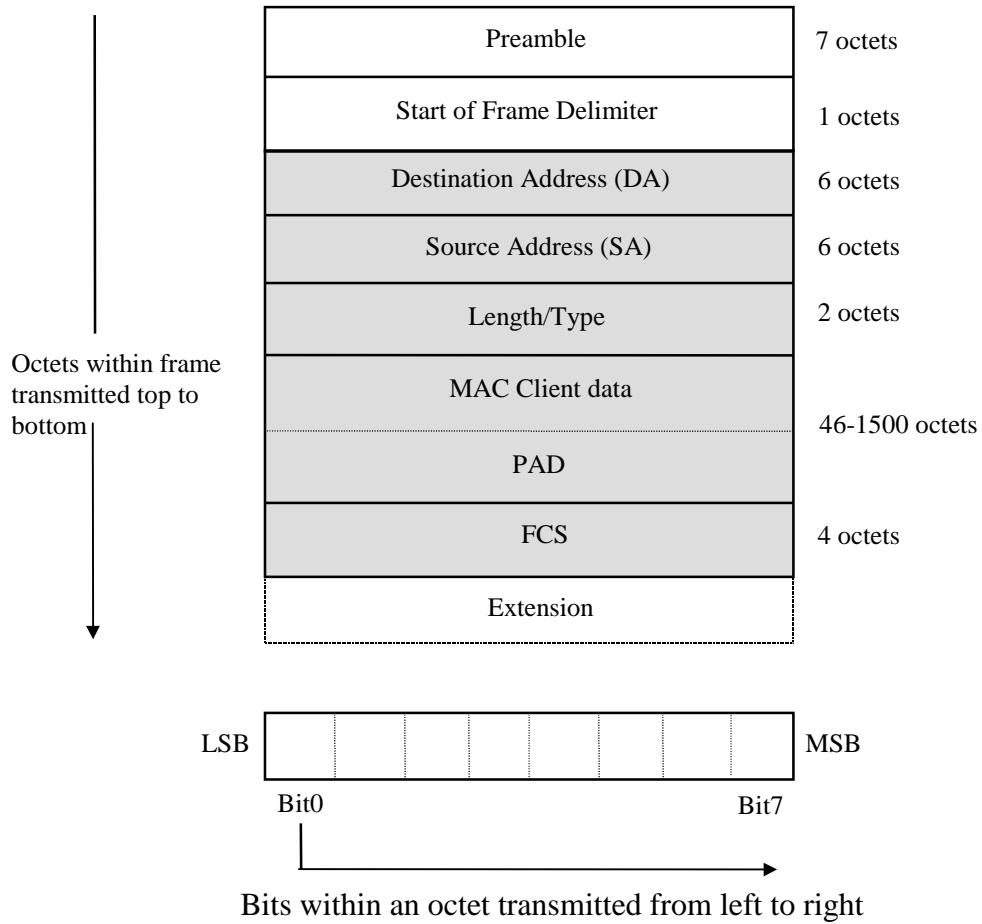 Preamble
7 octets
Start of Frame Delimiter
1 octets
Destination Address (DA)
6 octets
Source Address (SA)
6 octets
Length/Type
2 octets
Octets within frame
transmitted top to
bottom
MAC Client data
46-1500 octets
PAD
FCS
4 octets
Extension
LSB
MSB
Bit0
Bit7
Bits within an octet transmitted from left to right